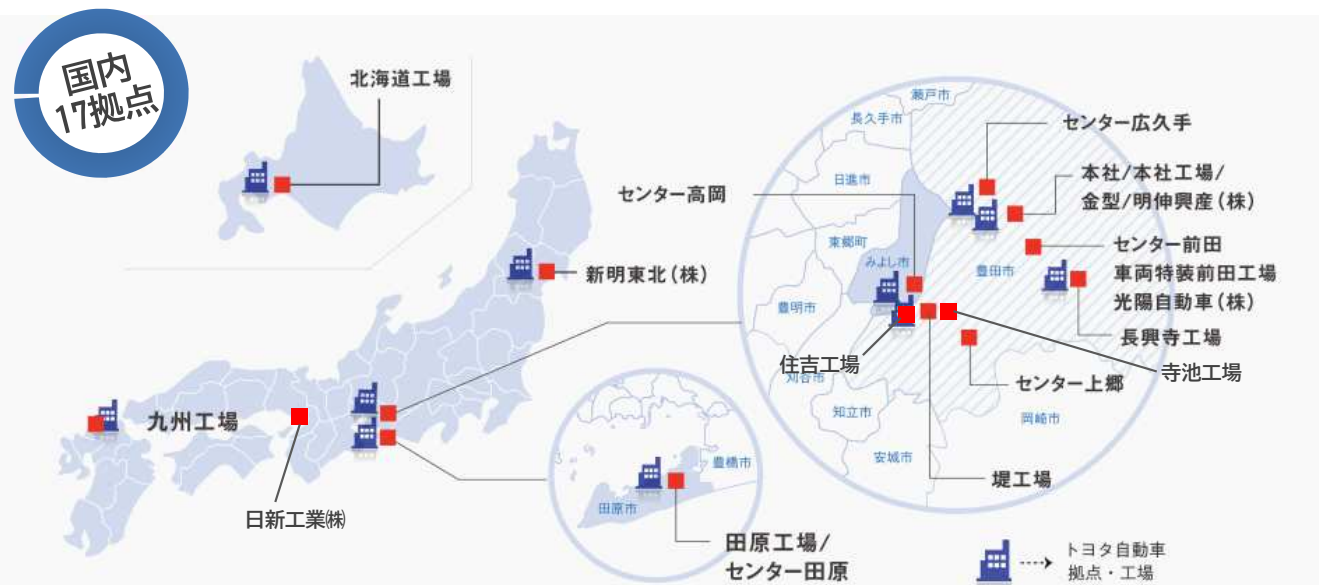 国内
17拠点
北海道工場
新明東北(株)
九州工場
日新工業㈱
センター高岡
瀬戸市
長久手市
日進市
東郷町
みよし市
豊田市
豊明市
刈谷市
知立市
安城市
岡崎市
センター広久手
本社/本社工場/
金型/明伸興産(株)
センター前田
車両特装前田工場
光陽自動車(株)
長興寺工場
住吉工場
寺池工場
センター上郷
堤工場
豊橋市
田原市
田原工場/
センター田原
トヨタ自動車
拠点・工場